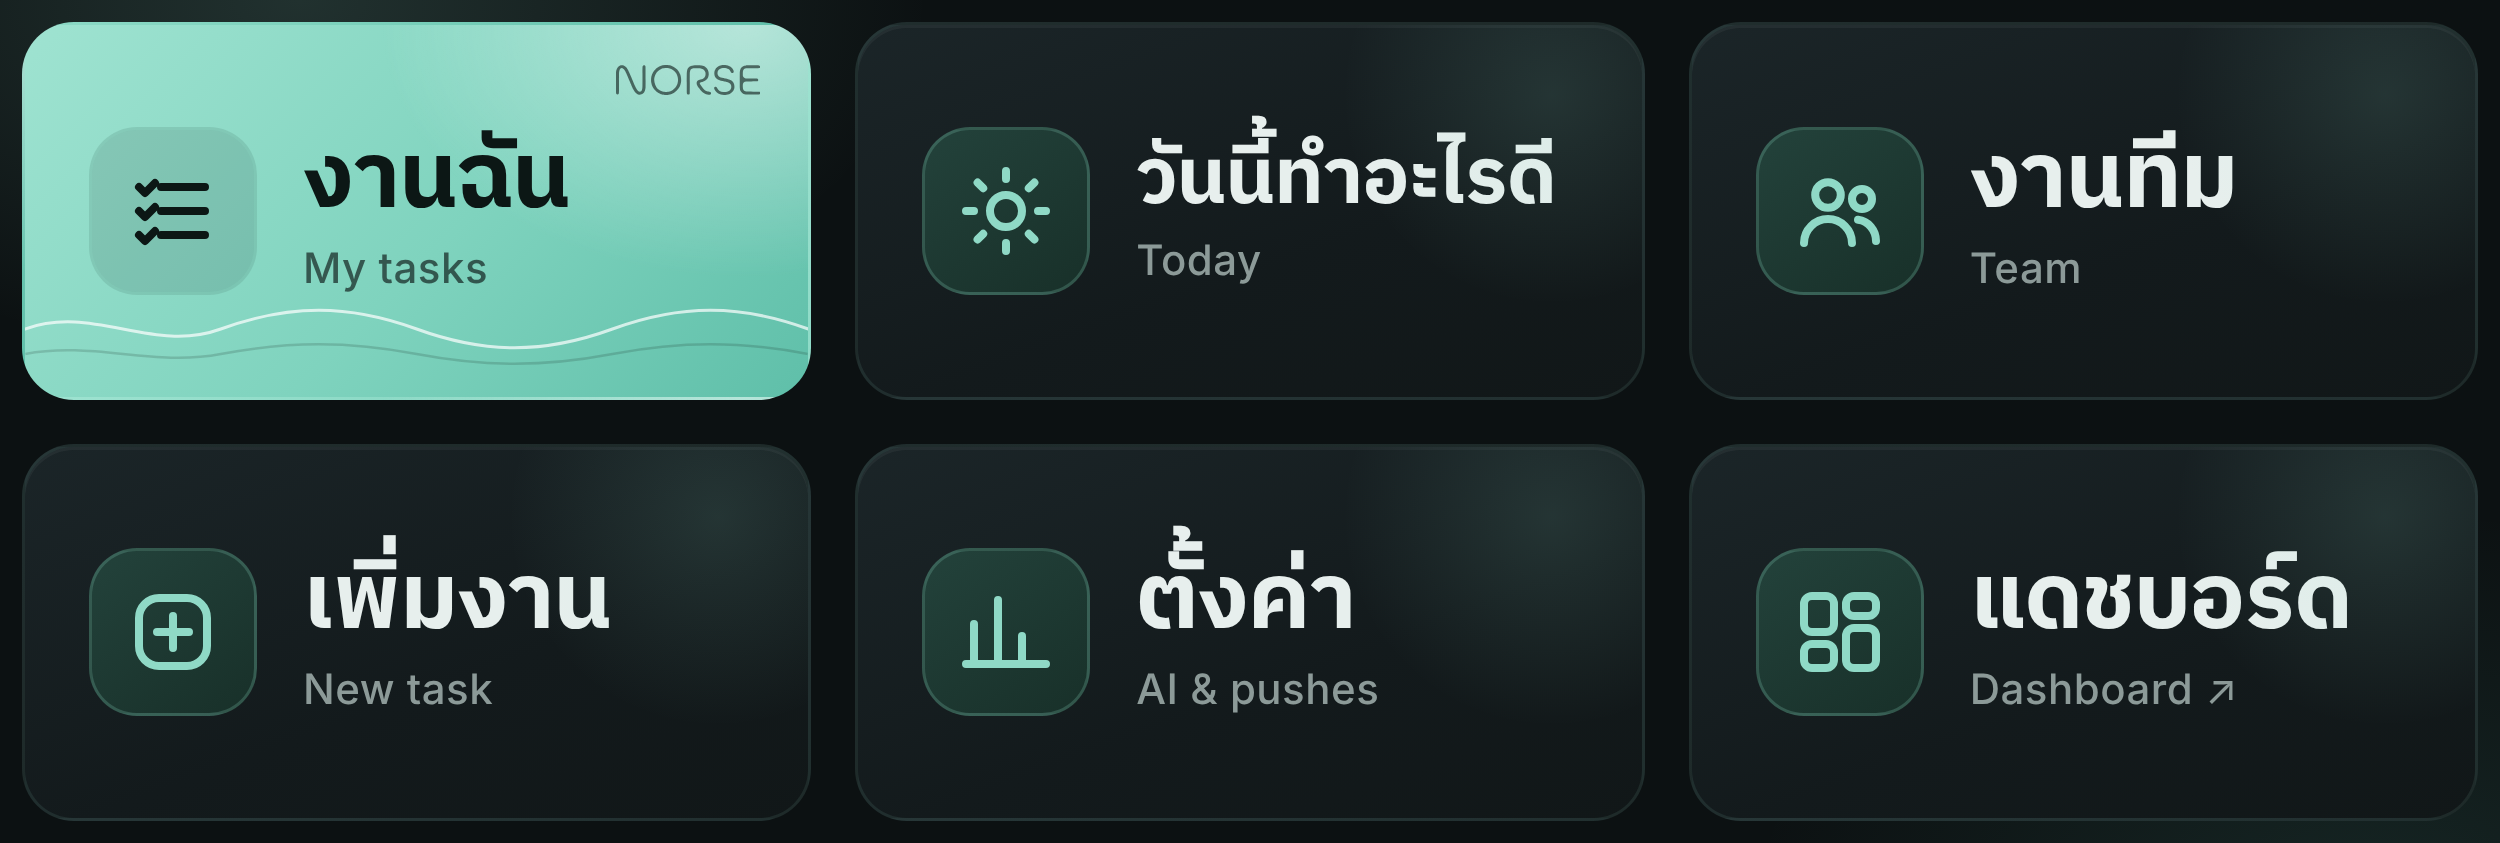 NORSE
งานฉัน
My tasks
วันนี้ทำอะไรดี
Today
งานทีม
Team
เพิ่มงาน
New task
ตั้งค่า
AI & pushes
แดชบอร์ด
Dashboard ↗